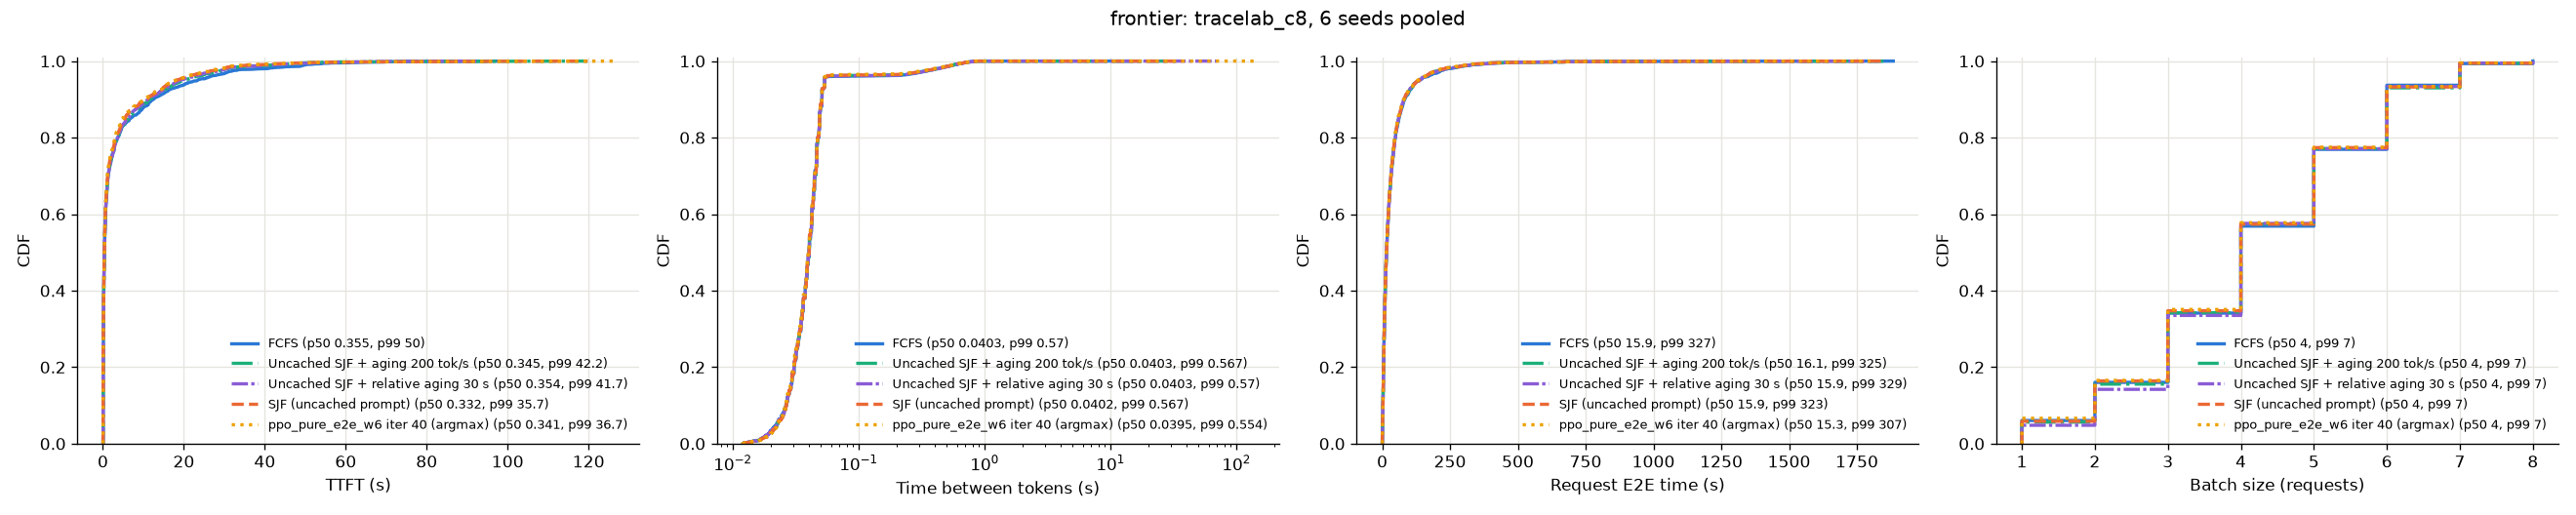 frontier: tracelab_c8, 6 seeds pooled
CDF
1.0
0.8
0.6
0.4
0.2
0.0
FCFS (p50 0.355, p99 50)
Uncached SJF + aging 200 tok/s (p50 0.345, p99 42.2)
Uncached SJF + relative aging 30 s (p50 0.354, p99 41.7)
SJF (uncached prompt) (p50 0.332, p99 35.7)
ppo_pure_e2e_w6 iter 40 (argmax) (p50 0.341, p99 36.7)
0 20 40 60 80 100 120
TTFT (s)
CDF
1.0
0.8
0.6
0.4
0.2
0.0
FCFS (p50 0.0403, p99 0.57)
Uncached SJF + aging 200 tok/s (p50 0.0403, p99 0.567)
Uncached SJF + relative aging 30 s (p50 0.0403, p99 0.57)
SJF (uncached prompt) (p50 0.0402, p99 0.567)
ppo_pure_e2e_w6 iter 40 (argmax) (p50 0.0395, p99 0.554)
10⁻² 10⁻¹ 10⁰ 10¹ 10²
Time between tokens (s)
CDF
1.0
0.8
0.6
0.4
0.2
0.0
FCFS (p50 15.9, p99 327)
Uncached SJF + aging 200 tok/s (p50 16.1, p99 325)
Uncached SJF + relative aging 30 s (p50 15.9, p99 329)
SJF (uncached prompt) (p50 15.9, p99 323)
ppo_pure_e2e_w6 iter 40 (argmax) (p50 15.3, p99 307)
0 250 500 750 1000 1250 1500 1750
Request E2E time (s)
CDF
1.0
0.8
0.6
0.4
0.2
0.0
FCFS (p50 4, p99 7)
Uncached SJF + aging 200 tok/s (p50 4, p99 7)
Uncached SJF + relative aging 30 s (p50 4, p99 7)
SJF (uncached prompt) (p50 4, p99 7)
ppo_pure_e2e_w6 iter 40 (argmax) (p50 4, p99 7)
1 2 3 4 5 6 7 8
Batch size (requests)